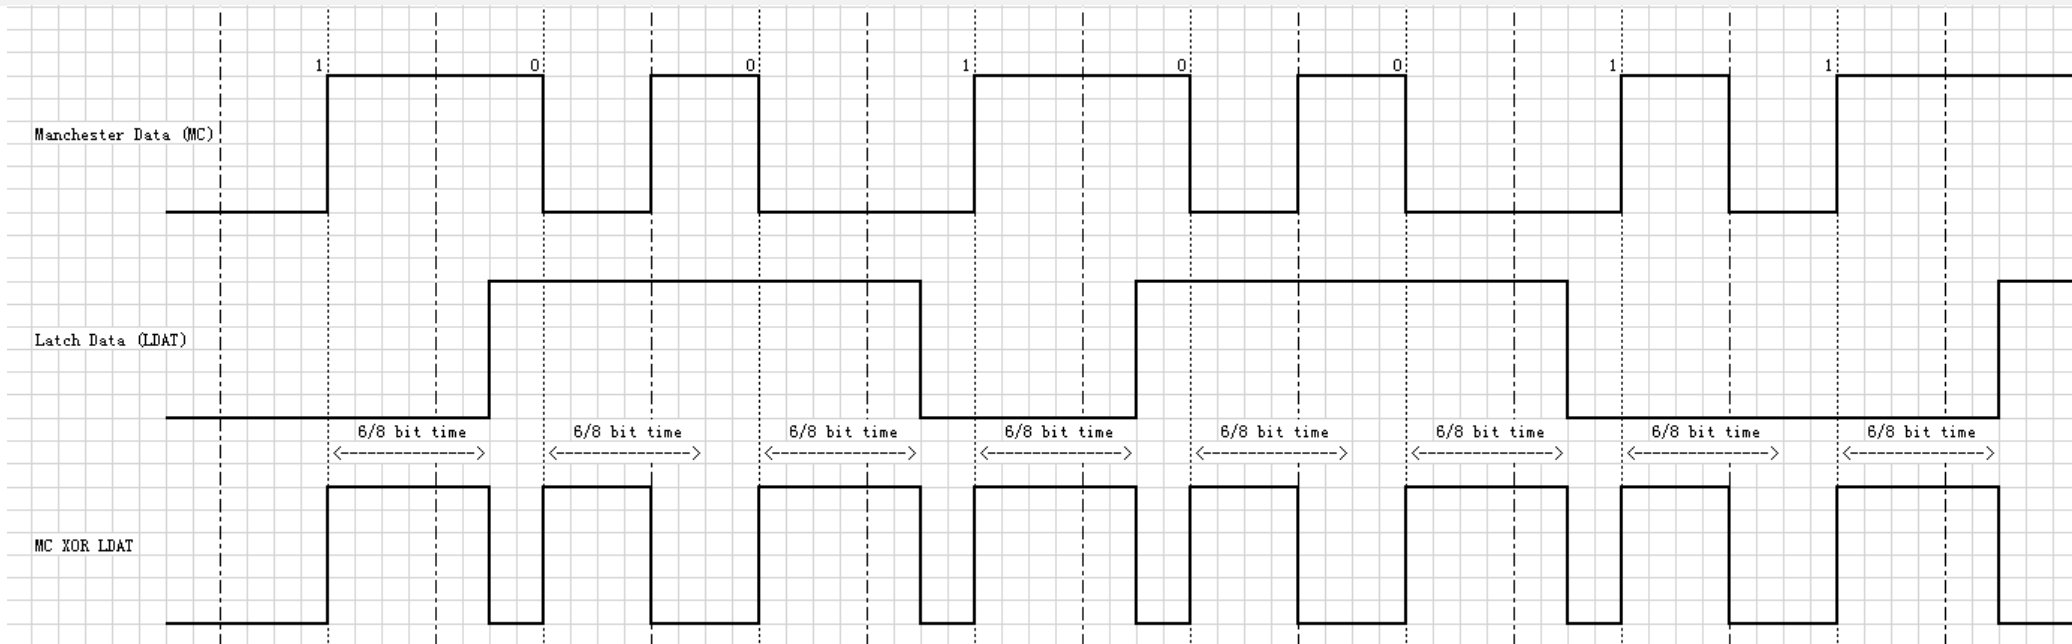 1 0 0 1 0 0 1 1
Manchester Data (MC)
Latch Data (LDAT)
6/8 bit time 6/8 bit time 6/8 bit time 6/8 bit time 6/8 bit time 6/8 bit time 6/8 bit time 6/8 bit time
MC XOR LDAT